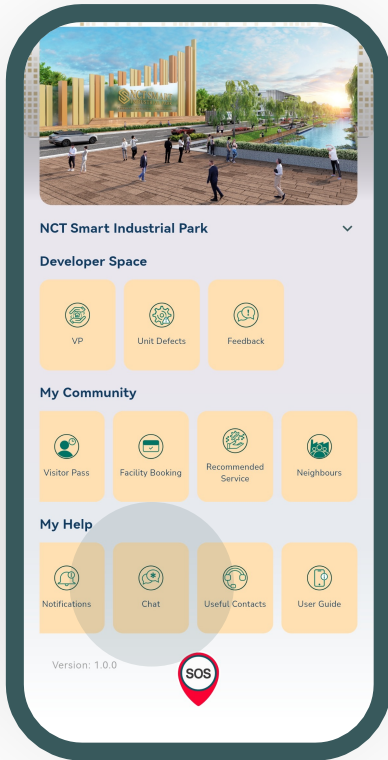 NCT Smart Industrial Park
Developer Space
VP
Unit Defects
Feedback
My Community
Visitor Pass
Facility Booking
Recommended
Service
Neighbours
My Help
Notifications
Chat
Useful Contacts
User Guide
Version: 1.0.0
SOS